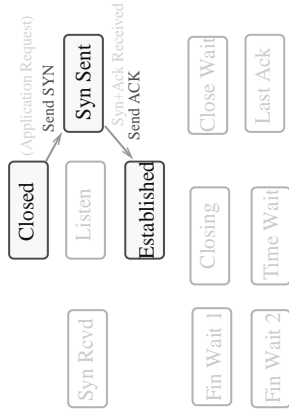 Closed
(Application Request)
Send SYN
Syn Rcvd
Listen
Syn Sent
Syn+Ack Received
Send ACK
Established
Fin Wait 1
Closing
Close Wait
Fin Wait 2
Time Wait
Last Ack